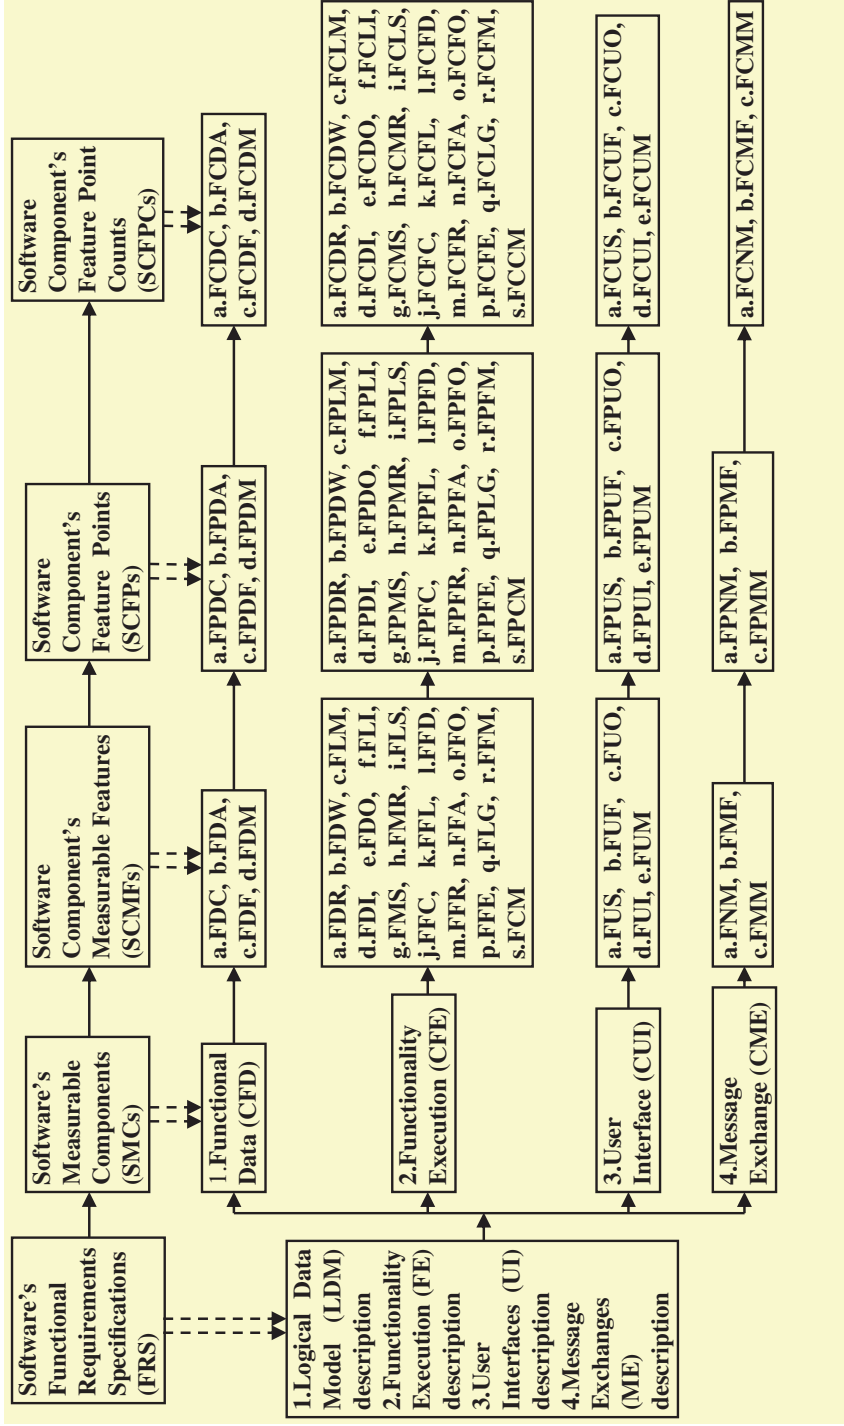 Software's
Functional
Requirements
Specifications
(FRS)
Software's
Measurable
Components
(SMCs)
Software
Component's
Measurable Features
(SCMFs)
Software
Component's
Feature Points
(SCFPs)
Software
Component's
Feature Point
Counts
(SCFPCs)
1.Logical Data
Model (LDM)
description
2.Functionality
Execution (FE)
description
3.User
Interfaces (UI)
description
4.Message
Exchanges
(ME)
description
1.Functional
Data (CFD)
a.FDC, b.FDA,
c.FDF, d.FDM
a.FPDC, b.FPDA,
c.FPDF, d.FPDM
a.FCDC, b.FCDA,
c.FCDF, d.FCDM
2.Functionality
Execution (CFE)
a.FDR, b.FDW, c.FLM,
d.FDI, e.FDO, f.FLI,
g.FMS, h.FMR, i.FLS,
j.FFC, k.FFL, l.FFD,
m.FFR, n.FFA, o.FFO,
p.FFE, q.FLG, r.FFM,
s.FCM
a.FPDR, b.FPDW, c.FPLM,
d.FPDI, e.FPDO, f.FPLI,
g.FPMS, h.FPMR, i.FPLS,
j.FPFC, k.FPFL, l.FPFD,
m.FPFR, n.FPFA, o.FPFO,
p.FPFE, q.FPLG, r.FPFM,
s.FPCM
a.FCDR, b.FCDW, c.FCLM,
d.FCDI, e.FCDO, f.FCLI,
g.FCMS, h.FCMR, i.FCLS,
j.FCFC, k.FCFL, l.FCFD,
m.FCFR, n.FCFA, o.FCFO,
p.FCFE, q.FCLG, r.FCFM,
s.FCCM
3.User
Interface (CUI)
a.FUS, b.FUF, c.FUO,
d.FUI, e.FUM
a.FPUS, b.FPUF, c.FPUO,
d.FPUI, e.FPUM
a.FCUS, b.FCUF, c.FCUO,
d.FCUI, e.FCUM
4.Message
Exchange (CME)
a.FNM, b.FMF,
c.FMM
a.FPNM, b.FPMF,
c.FPMM
a.FCNM, b.FCMF, c.FCMM